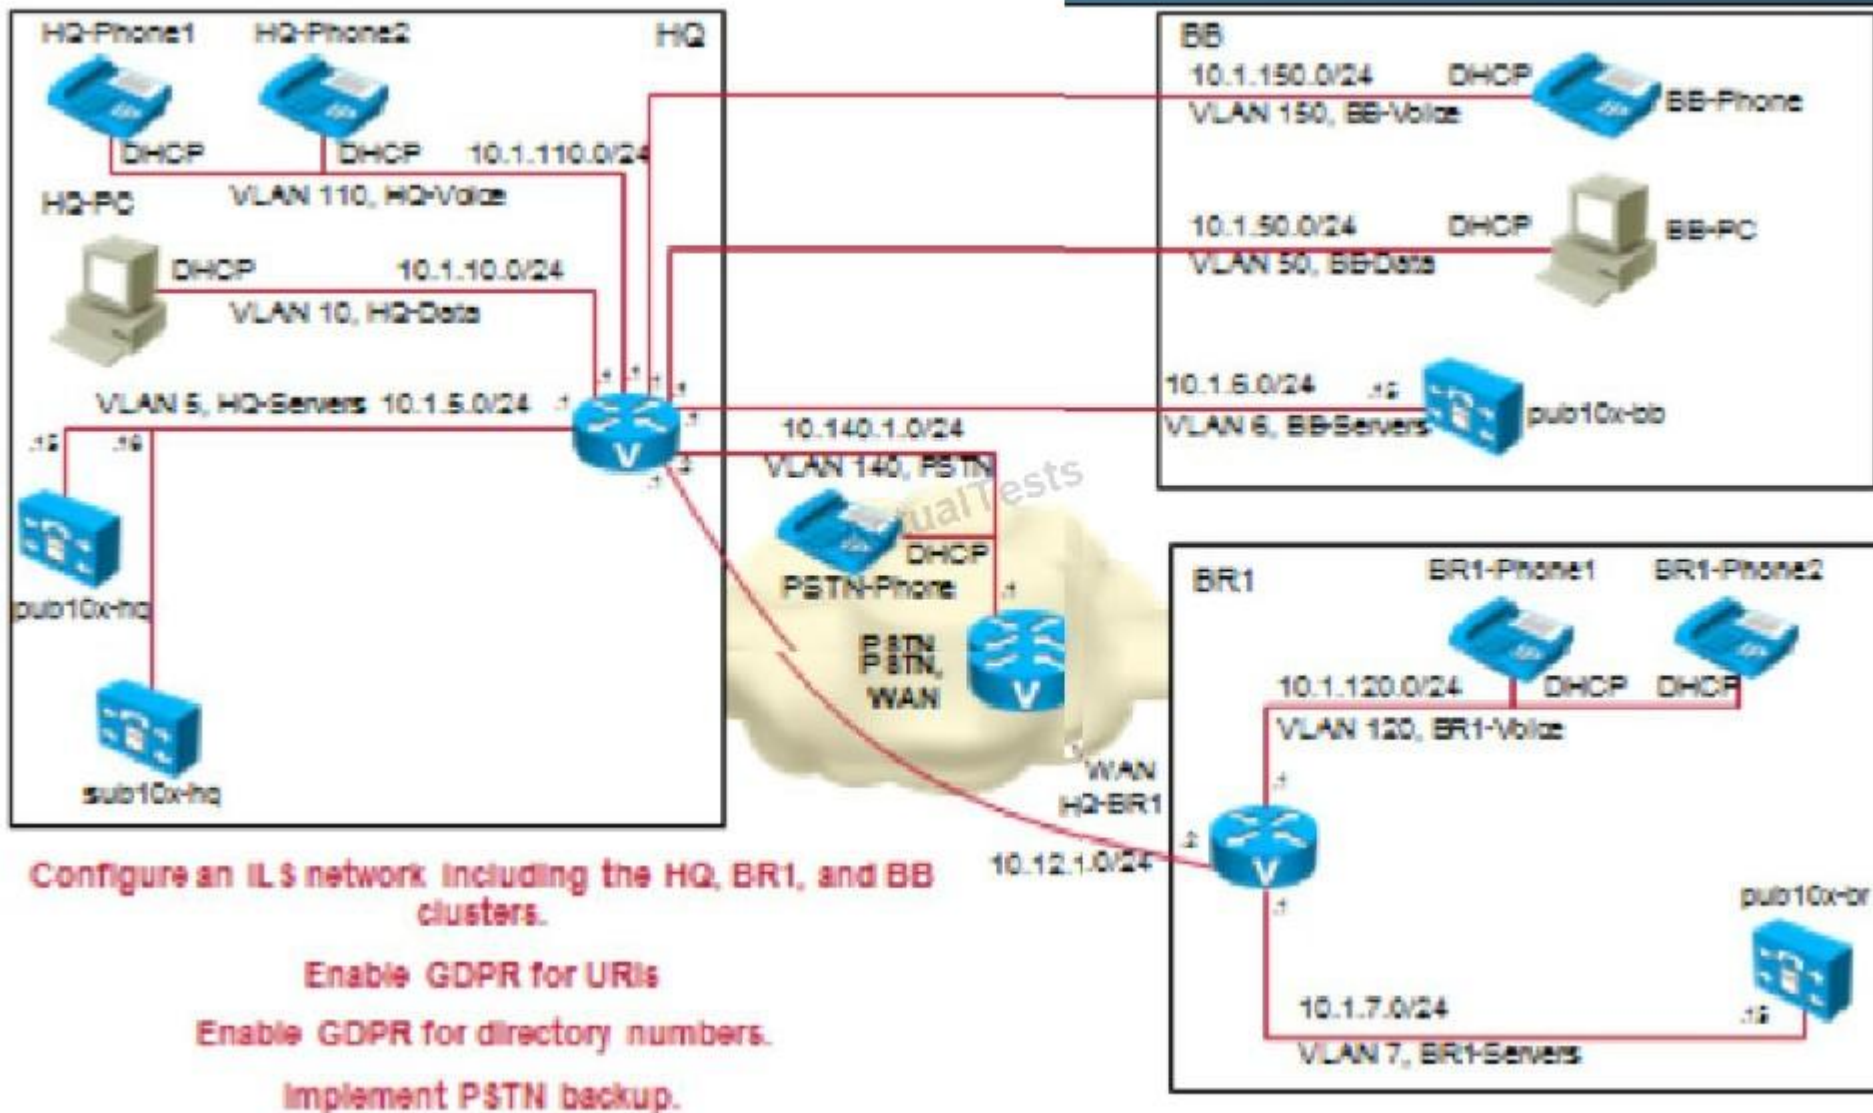 HQ-Phone1
HQ-Phone2
HQ
DHCP
DHCP
10.1.110.0/24
VLAN 110, HQ-Voice
HQ-PC
DHCP
10.1.10.0/24
VLAN 10, HQ-Data
.1
.1
.1
.1
VLAN 5, HQ-Servers 10.1.5.0/24
.1
.1
.15
.16
V
.2
.1
pub10x-hq
sub10x-hq
BB
10.1.150.0/24
DHCP
VLAN 150, BB-Voice
BB-Phone
10.1.50.0/24
DHCP
VLAN 50, BB-Data
BB-PC
10.1.6.0/24
.15
VLAN 6, BB-Servers
pub10x-bb
10.140.1.0/24
VLAN 140, PSTN
tualTests
DHCP
PSTN-Phone
.1
PSTN
PSTN,
WAN
V
WAN
HQ-BR1
10.12.1.0/24
BR1
BR1-Phone1
BR1-Phone2
10.1.120.0/24
DHCP
DHCP
VLAN 120, BR1-Voice
.1
.2
V
.1
pub10x-br
10.1.7.0/24
.15
VLAN 7, BR1-Servers
Configure an ILS network including the HQ, BR1, and BB
clusters.
Enable GDPR for URIs
Enable GDPR for directory numbers.
Implement PSTN backup.